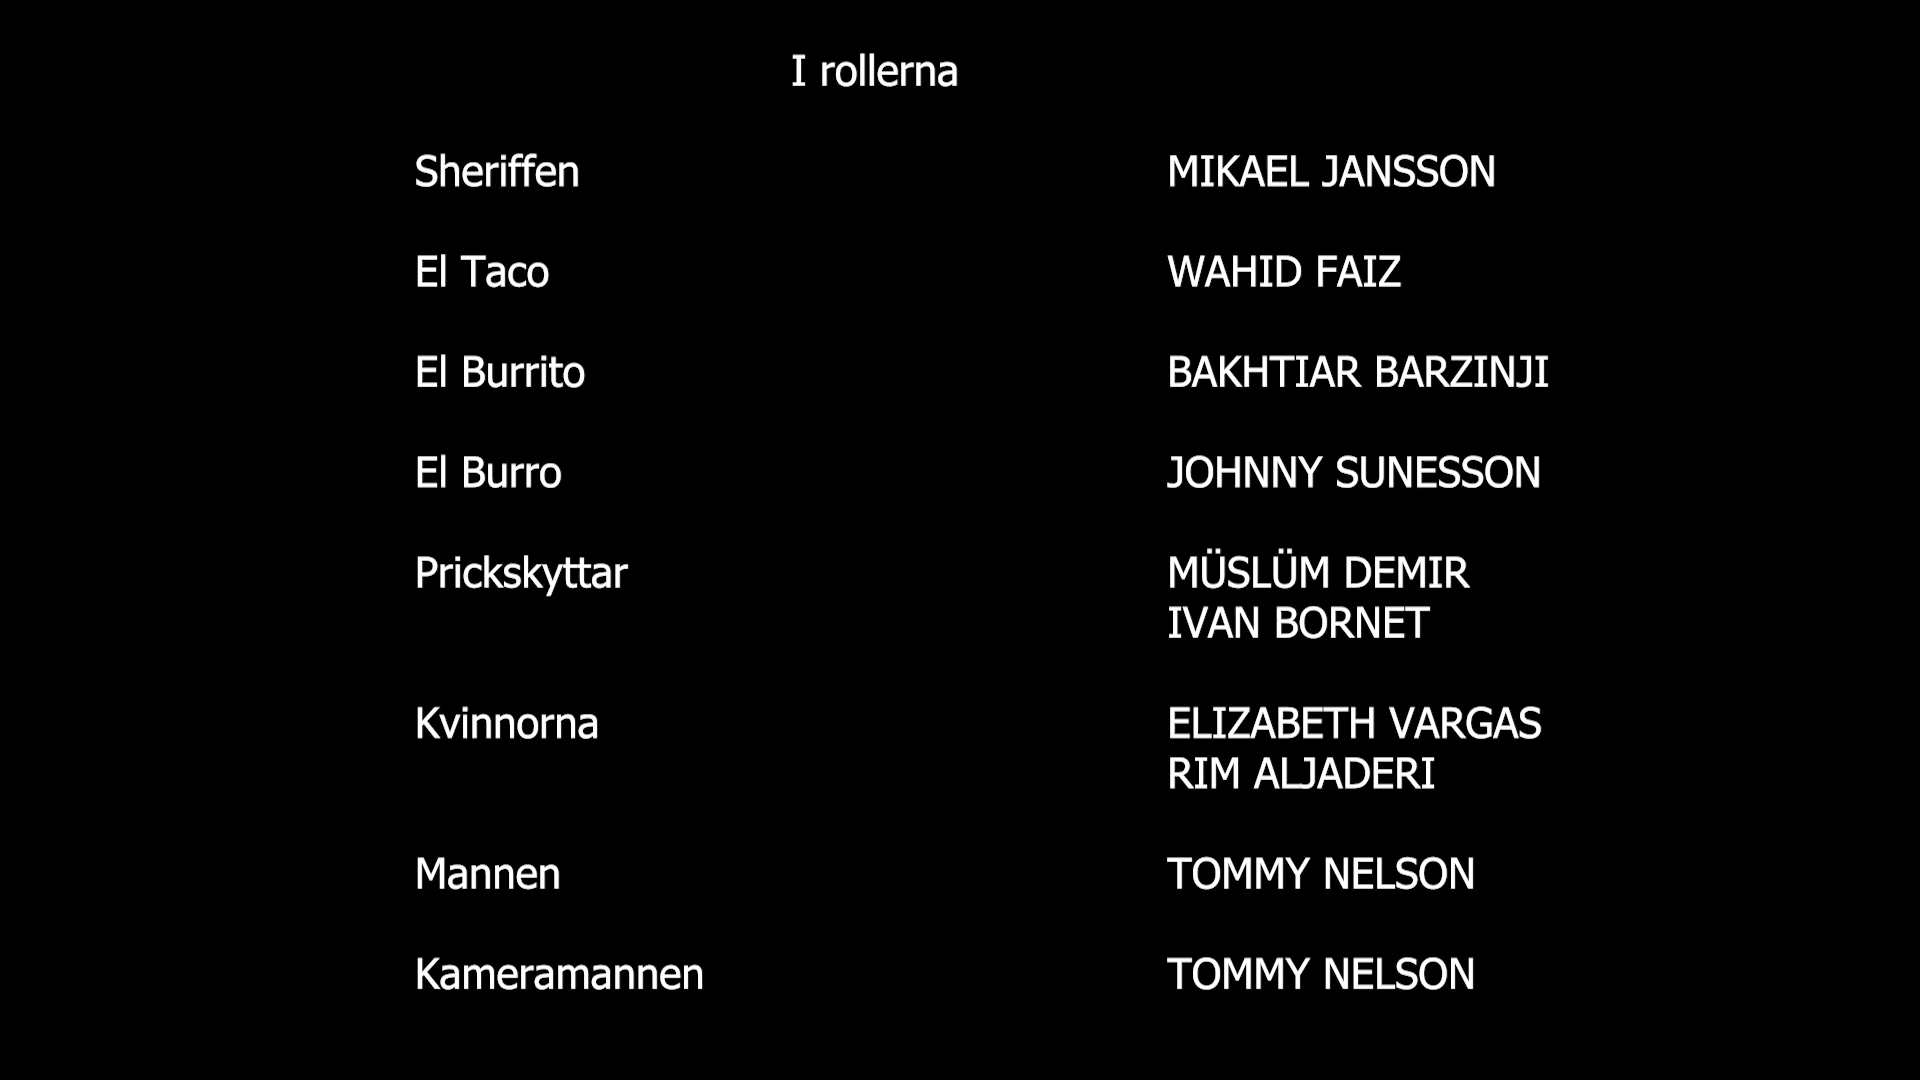 I rollerna
Sheriffen MIKAEL JANSSON
El Taco WAHID FAIZ
El Burrito BAKHTIAR BARZINJI
El Burro JOHNNY SUNESSON
Prickskyttar MÜSLÜM DEMIR
IVAN BORNET
Kvinnorna ELIZABETH VARGAS
RIM ALJADERI
Mannen TOMMY NELSON
Kameramannen TOMMY NELSON